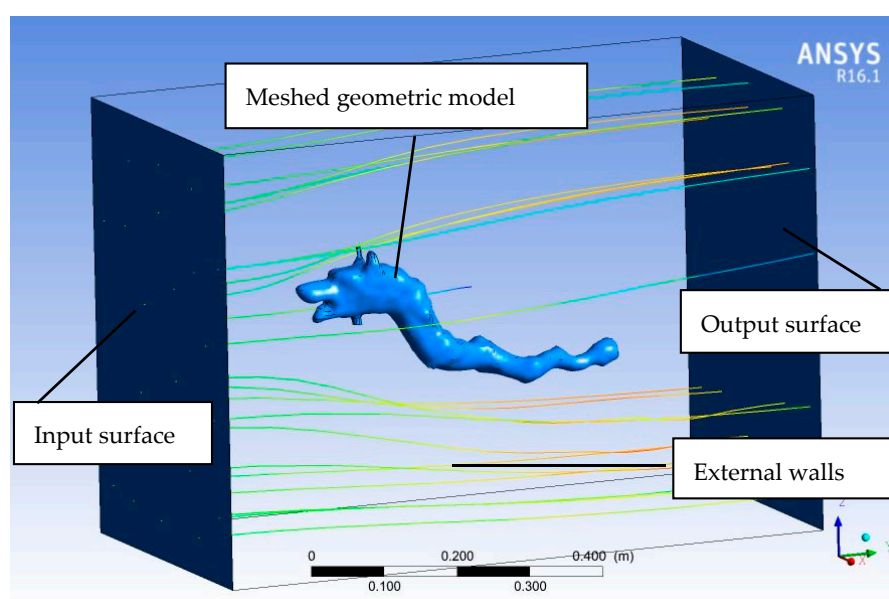 ANSYS
R16.1
Meshed geometric model
Output surface
Input surface
External walls
0 0.200 0.400 (m)
0.100 0.300
Z
Y
X